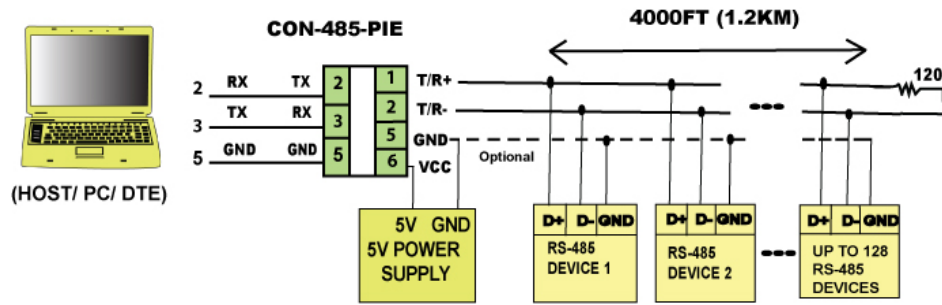 4000FT (1.2KM)
CON-485-PIE
2 RX TX 2 1 T/R+ 120
3 TX RX 3 2 T/R-
5 GND GND 5 5 GND Optional
6 VCC
(HOST/ PC/ DTE)
5V GND
5V POWER
SUPPLY
D+ D- GND
RS-485
DEVICE 1
D+ D- GND
RS-485
DEVICE 2
D+ D- GND
UP TO 128
RS-485
DEVICES